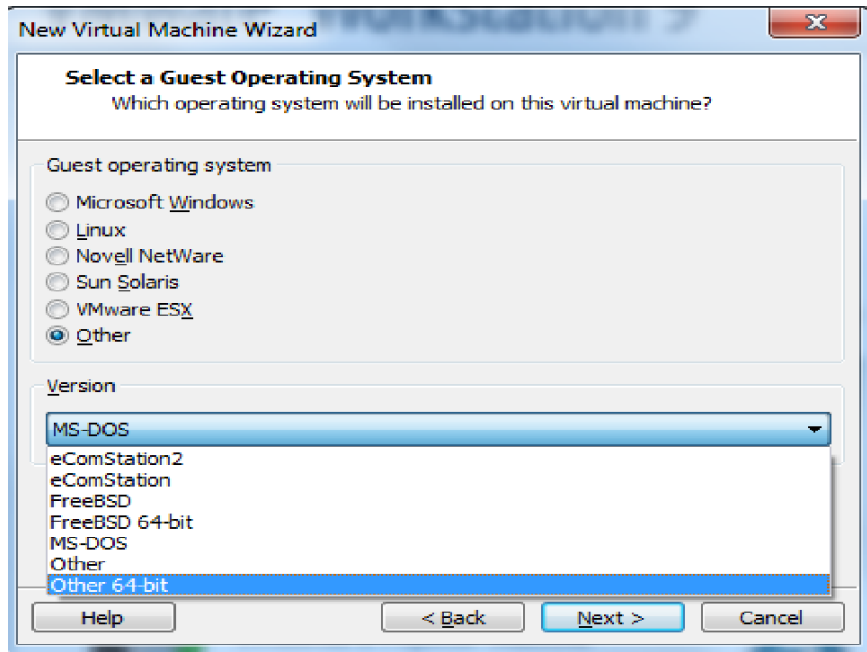 New Virtual Machine Wizard
Select a Guest Operating System
Which operating system will be installed on this virtual machine?
Guest operating system
Microsoft Windows
Linux
Novell NetWare
Sun Solaris
VMware ESX
Other
Version
MS-DOS
eComStation2
eComStation
FreeBSD
FreeBSD 64-bit
MS-DOS
Other
Other 64-bit
Help < Back Next > Cancel